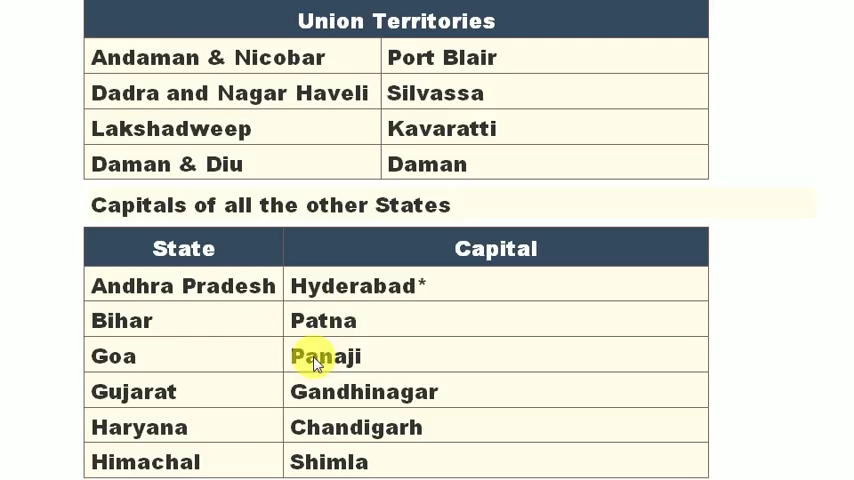 Union Territories
Andaman & Nicobar Port Blair
Dadra and Nagar Haveli Silvassa
Lakshadweep Kavaratti
Daman & Diu Daman
Capitals of all the other States
State Capital
Andhra Pradesh Hyderabad*
Bihar Patna
Goa Panaji
Gujarat Gandhinagar
Haryana Chandigarh
Himachal Shimla